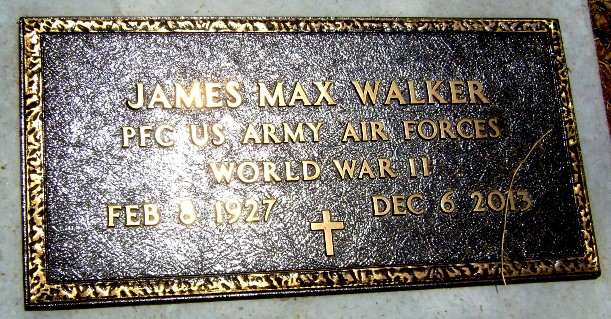 JAMES MAX WALKER
PFC US ARMY AIR FORCES
WORLD WAR II
FEB 8 1927 DEC 6 2013